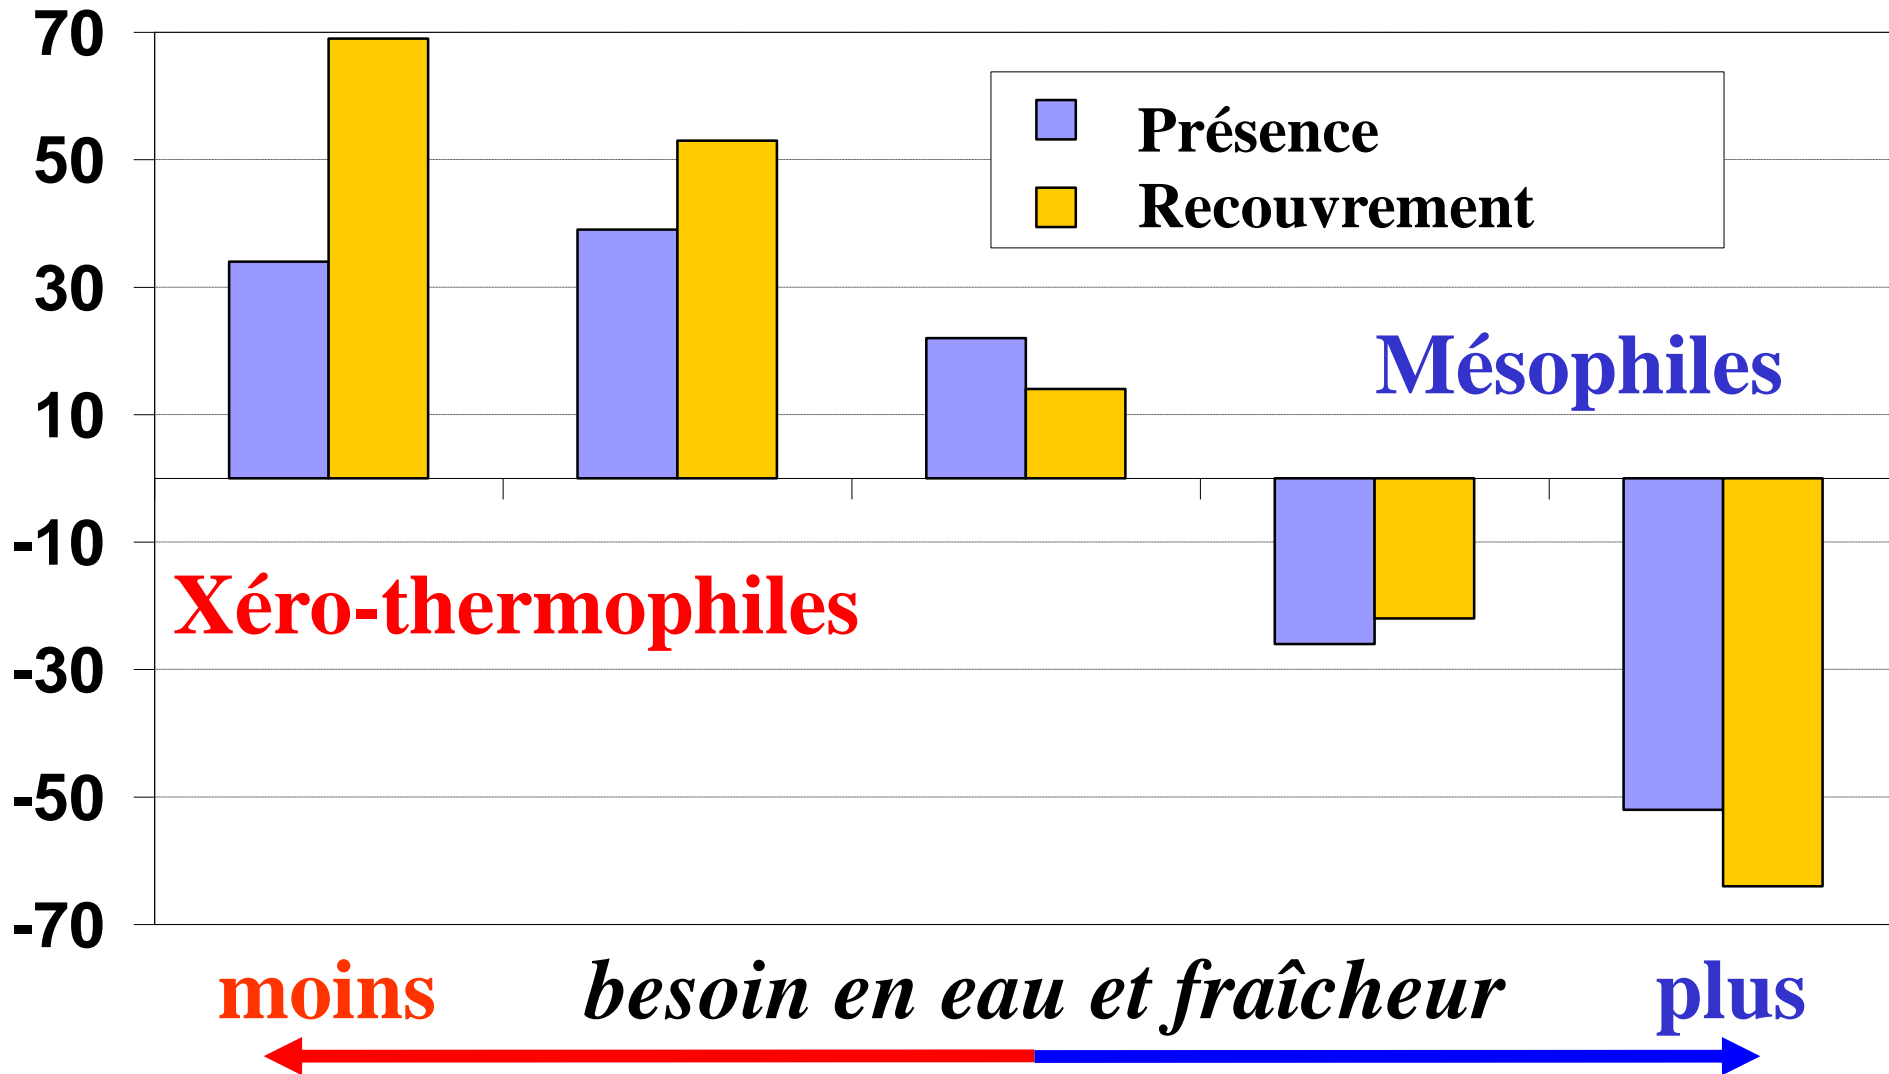 70
50
30
10
-10
-30
-50
-70
Présence
Recouvrement
Mésophiles
Xéro-thermophiles
moins besoin en eau et fraîcheur plus